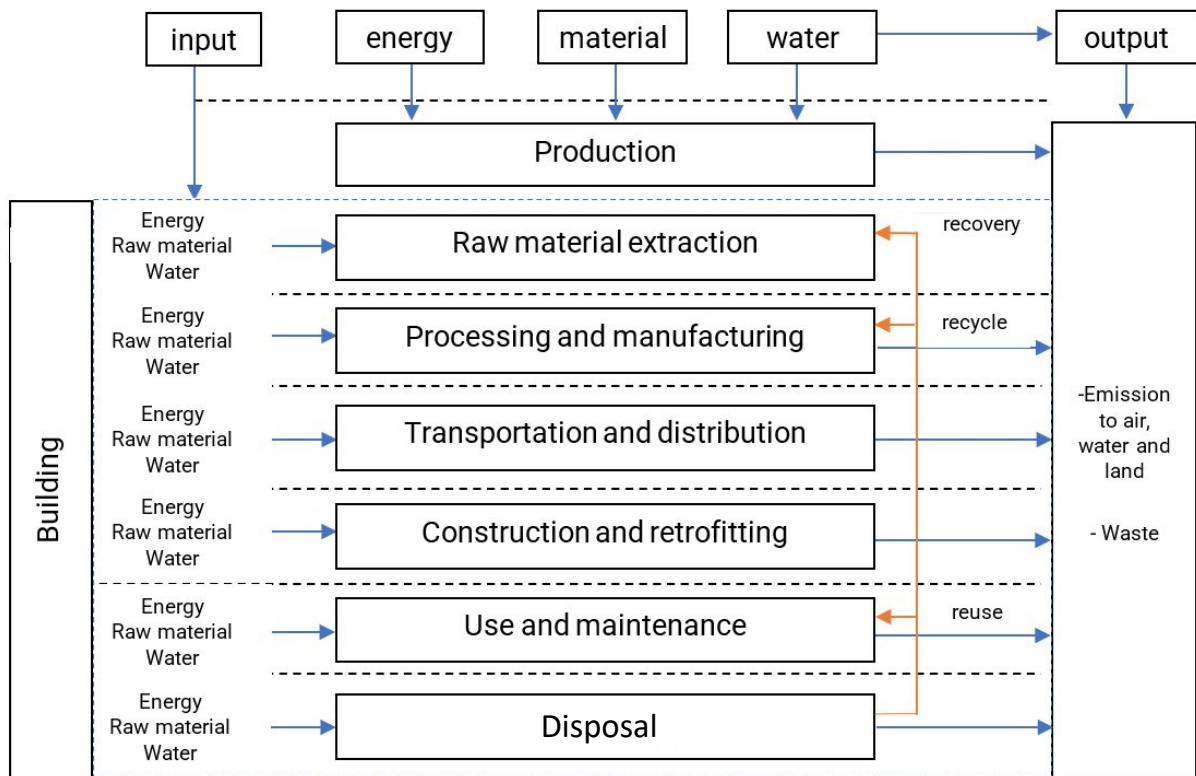 input
energy
material
water
output
Production
Building
Energy
Raw material
Water
Raw material extraction
recovery
Energy
Raw material
Water
Processing and manufacturing
recycle
Energy
Raw material
Water
Transportation and distribution
Energy
Raw material
Water
Construction and retrofitting
Energy
Raw material
Water
Use and maintenance
reuse
Energy
Raw material
Water
Disposal
-Emission
to air,
water and
land
- Waste